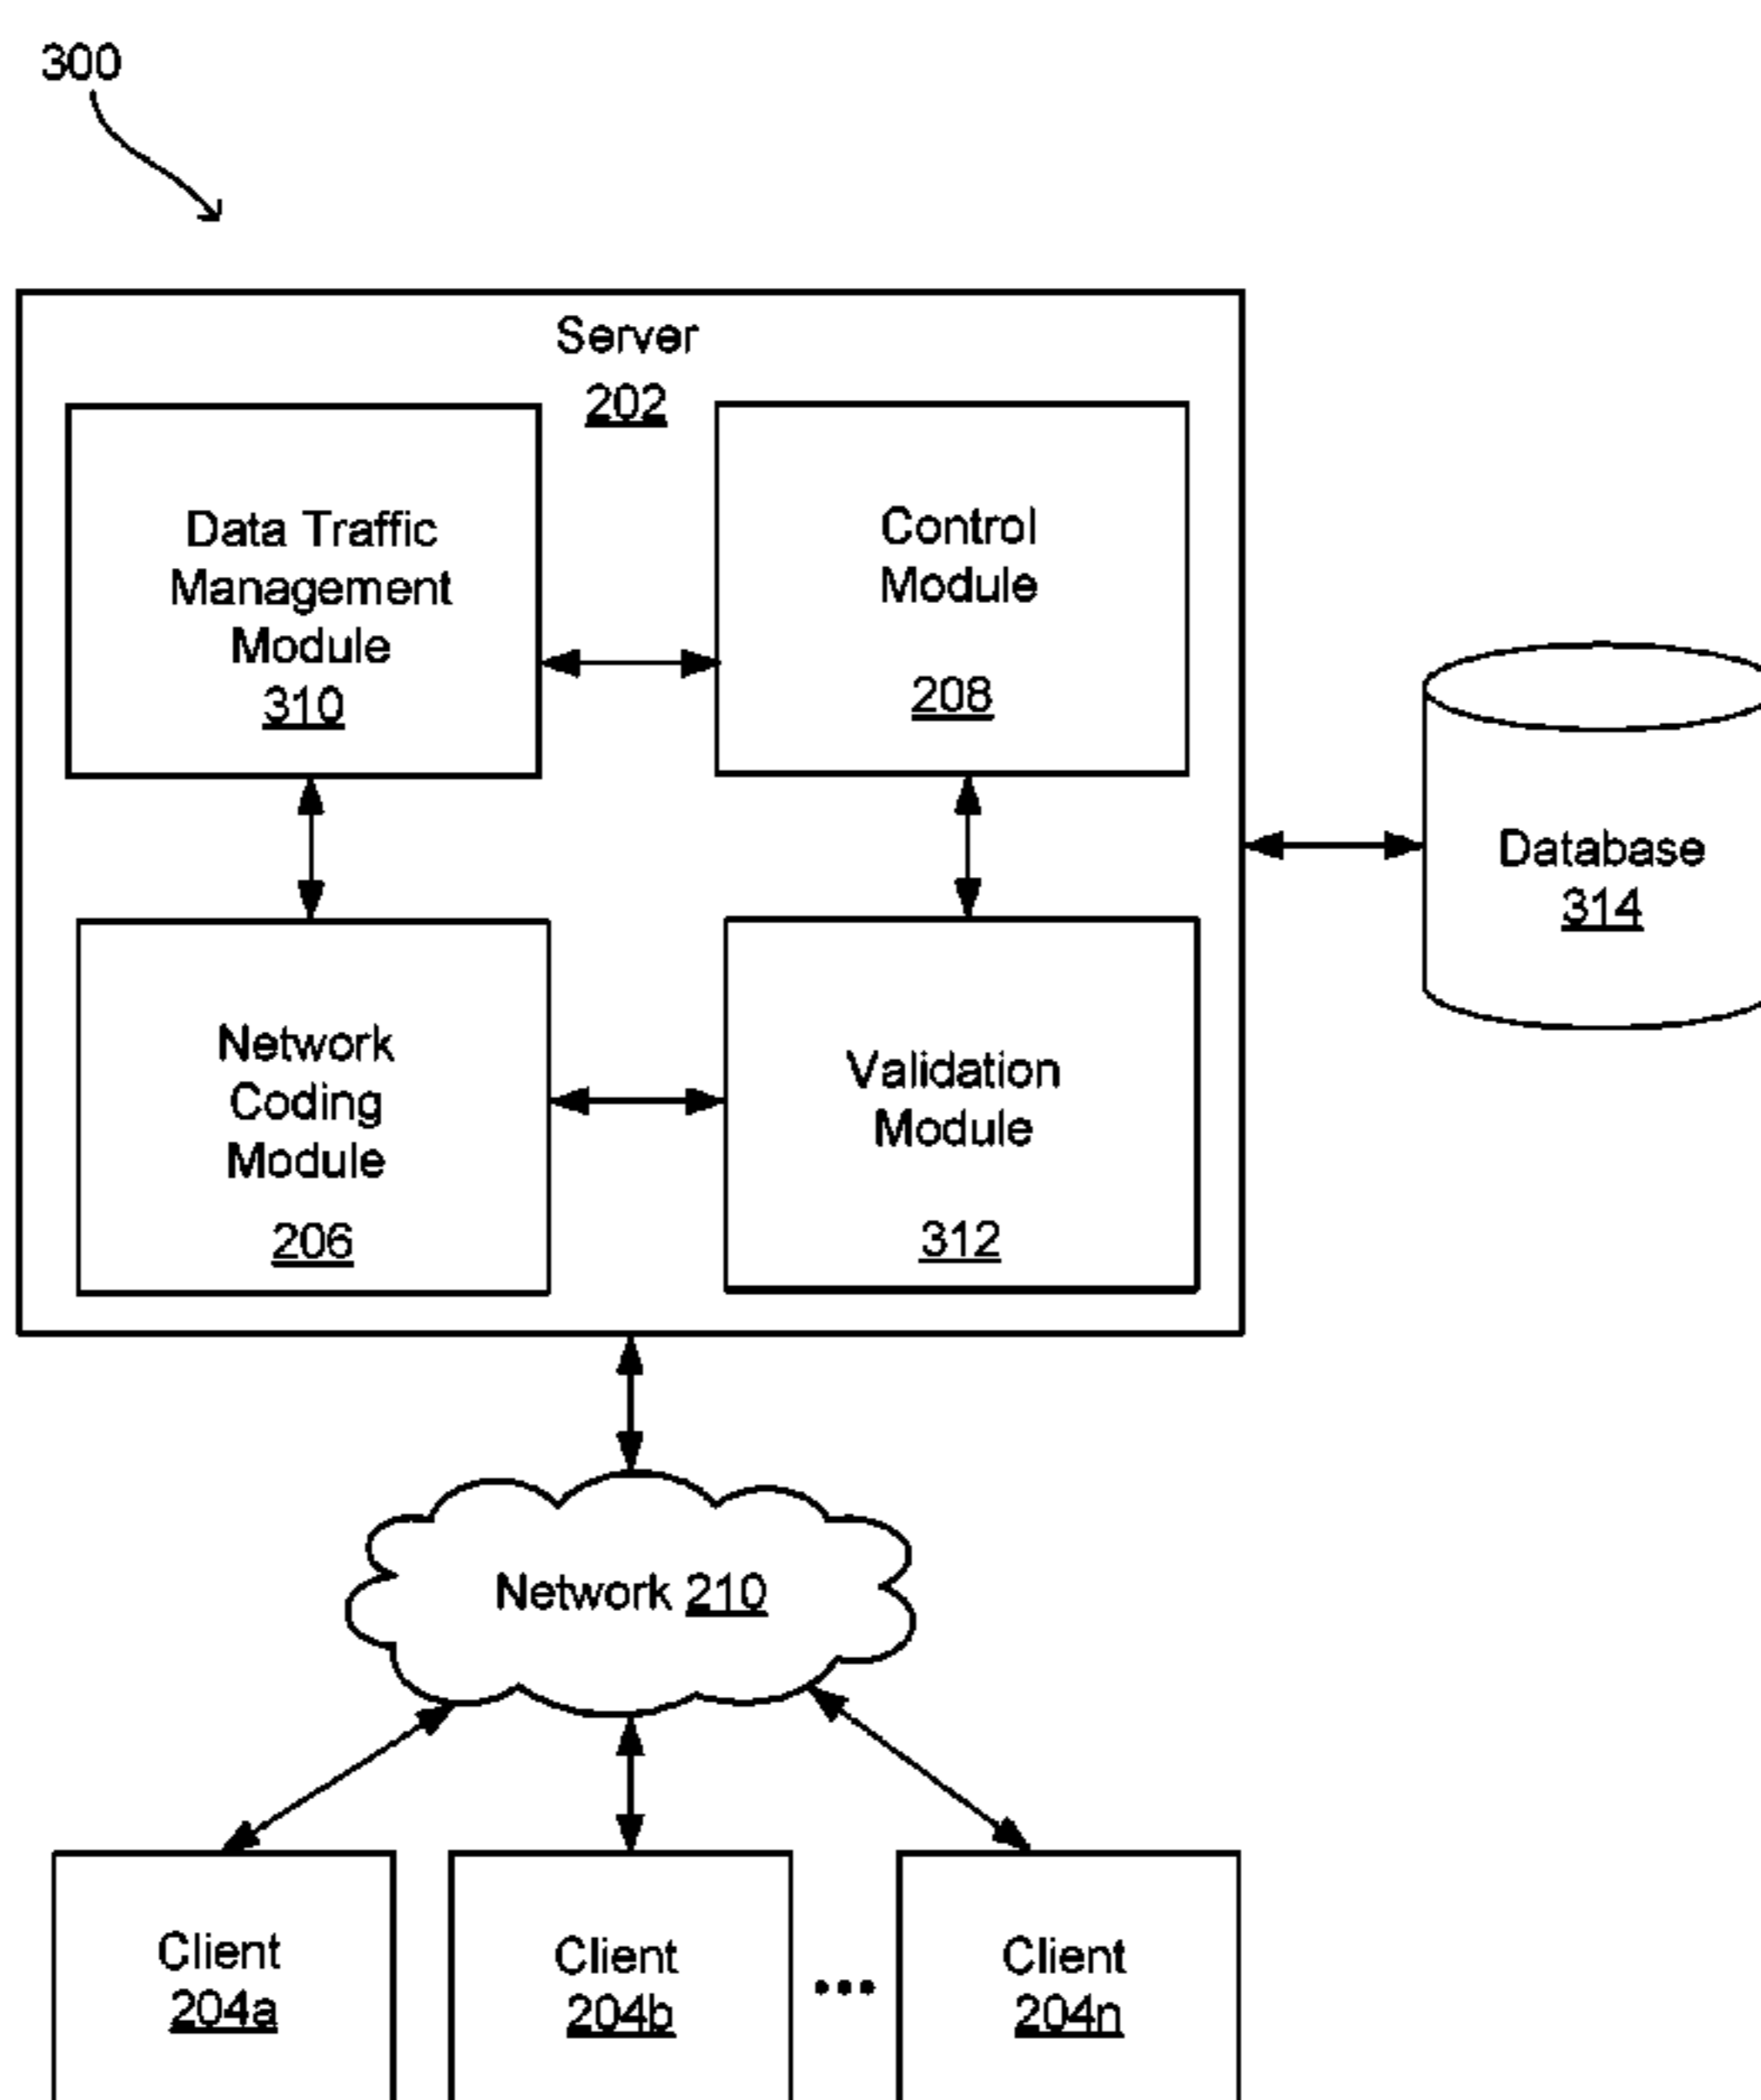 300
Server
202
Data Traffic
Management
Module
310
Control
Module
208
Database
314
Network
Coding
Module
206
Validation
Module
312
Network 210
Client
204a
Client
204b
...
Client
204n